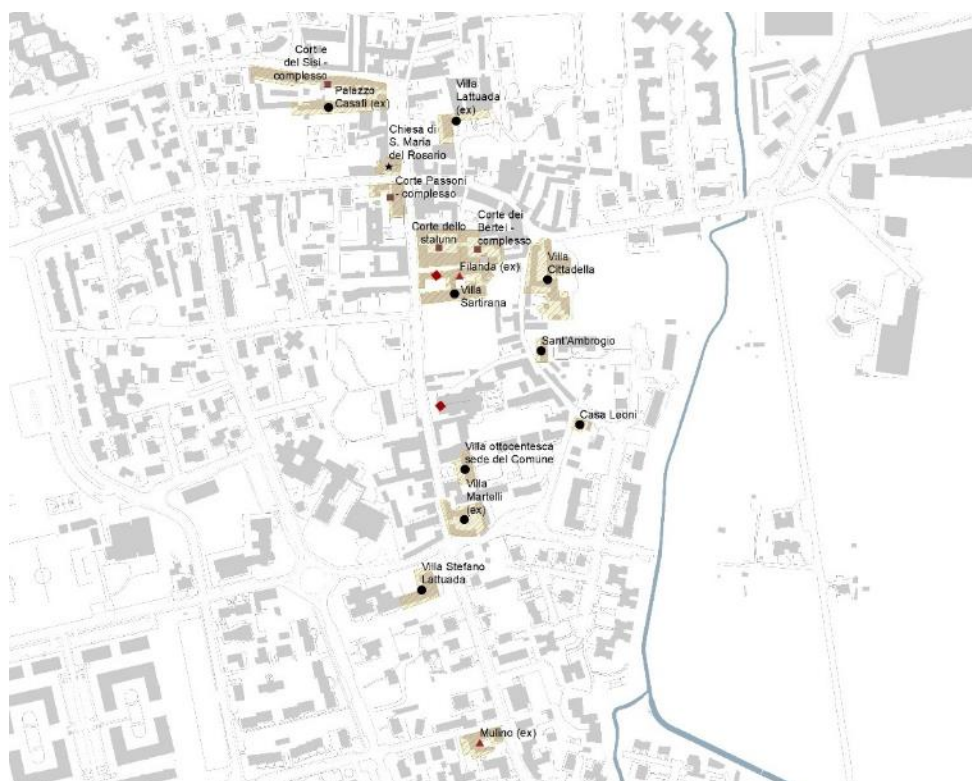 Cortile
del Sisi -
complesso
Palazzo
Casati (ex)
Villa
Lattuada
(ex)
Chiesa di
S. Maria
del Rosario
Corte Passoni
- complesso
Corte dello
stalunn
Corte dei
Bertei -
complesso
Filanda (ex)
Villa
Sartirana
Villa
Cittadella
Sant'Ambrogio
Casa Leoni
Villa ottocentesca
sede del Comune
Villa
Martelli
(ex)
Villa Stefano
Lattuada
Mulino (ex)